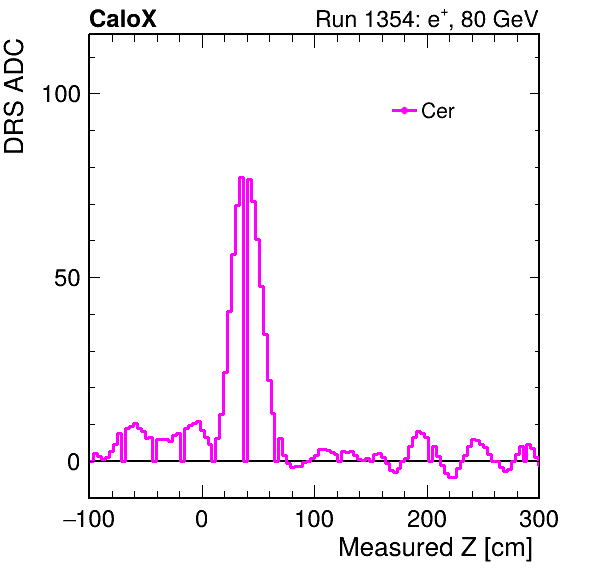 CaloX Run 1354: e⁺, 80 GeV
DRS ADC
100
50
0
Cer
−100 0 100 200 300
Measured Z [cm]